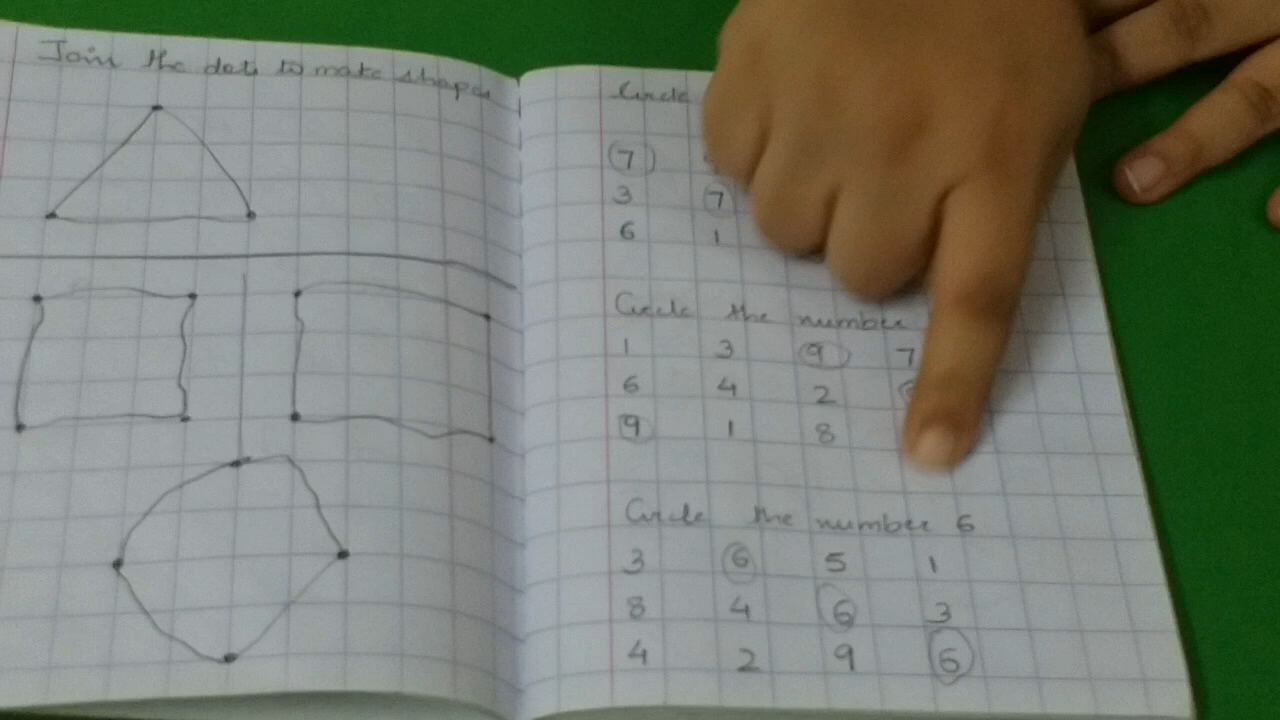 Join the dots to make shapes
Circle
7
3 7
6 1
Circle the number
1 3 9 7
6 4 2
9 1 8
Circle the number 6
3 6 5 1
8 4 6 3
4 2 9 6